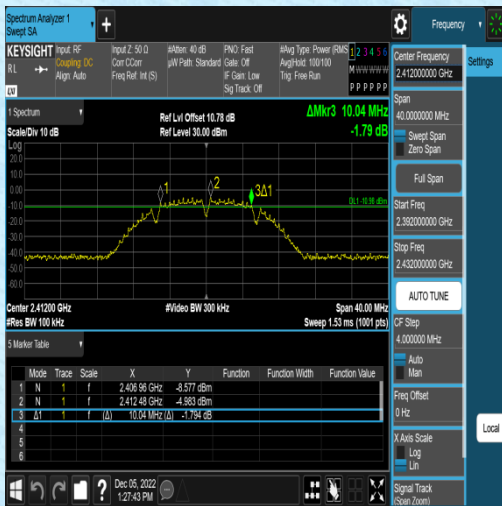 Spectrum Analyzer 1
Swept SA
Frequency
Settings
KEYSIGHT
RL
Input: RF
Coupling: DC
Align: Auto
Input Z: 50 Ω
Corr CCorr
Freq Ref: Int (S)
#Atten: 40 dB
µW Path: Standard
PNO: Fast
Gate: Off
IF Gain: Low
Sig Track: Off
#Avg Type: Power (RMS
Avg|Hold: 100/100
Trig: Free Run
1 2 3 4 5 6
M W W W W W
P P P P P P
1 Spectrum
Scale/Div 10 dB
Ref Lvl Offset 10.78 dB
Ref Level 30.00 dBm
ΔMkr3 10.04 MHz
-1.79 dB
Log
20.0
10.0
0.00
-10.0
-20.0
-30.0
-40.0
-50.0
-60.0
1
2
3Δ1
DL1 -10.98 dBm
Center 2.41200 GHz
#Res BW 100 kHz
#Video BW 300 kHz
Span 40.00 MHz
Sweep 1.53 ms (1001 pts)
5 Marker Table
Mode Trace Scale X Y Function Function Width Function Value
1 N 1 f 2.406 96 GHz -8.577 dBm
2 N 1 f 2.412 48 GHz -4.983 dBm
3 Δ1 1 f (Δ) 10.04 MHz (Δ) -1.794 dB
4
5
6
?
Dec 05, 2022
1:27:43 PM
Center Frequency
2.412000000 GHz
Span
40.0000000 MHz
Swept Span
Zero Span
Full Span
Start Freq
2.392000000 GHz
Stop Freq
2.432000000 GHz
AUTO TUNE
CF Step
4.000000 MHz
Auto
Man
Freq Offset
0 Hz
X Axis Scale
Log
Lin
Signal Track
(Span Zoom)
Local